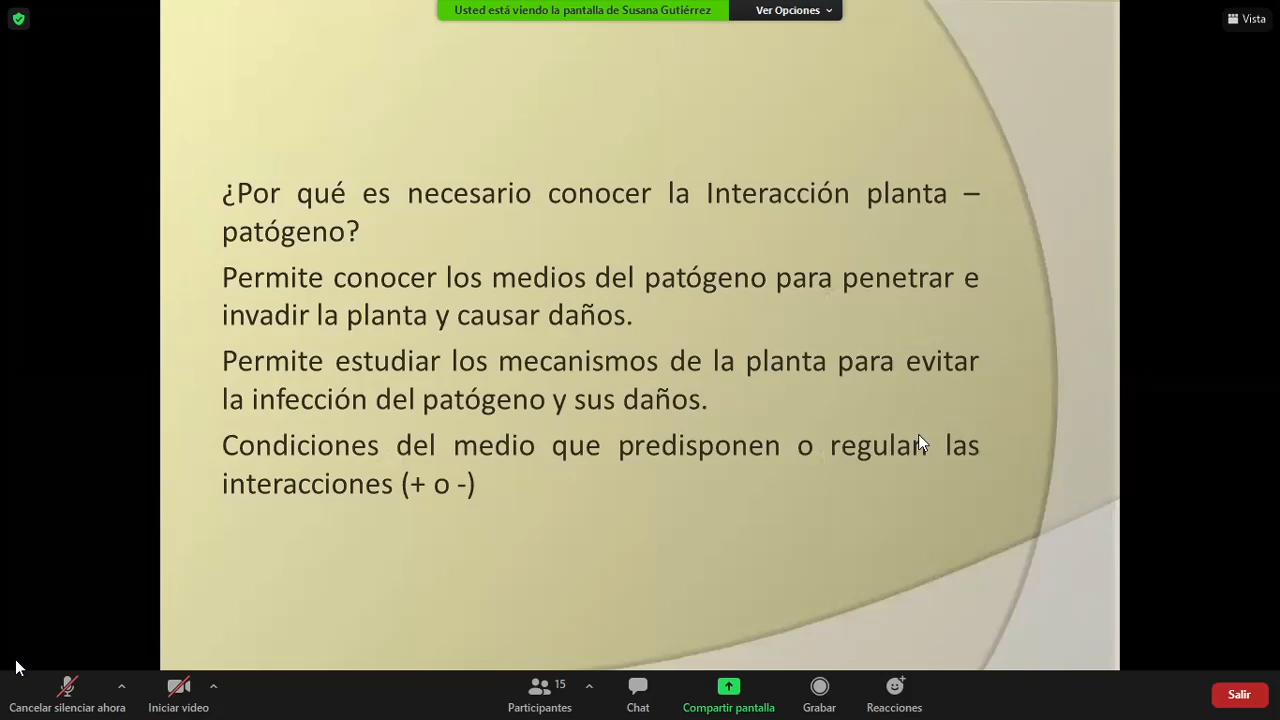 Usted está viendo la pantalla de Susana Gutiérrez
Ver Opciones
Vista
¿Por qué es necesario conocer la Interacción planta –
patógeno?
Permite conocer los medios del patógeno para penetrar e
invadir la planta y causar daños.
Permite estudiar los mecanismos de la planta para evitar
la infección del patógeno y sus daños.
Condiciones del medio que predisponen o regulan las
interacciones (+ o -)
15
Cancelar silenciar ahora
Iniciar video
Participantes
Chat
Compartir pantalla
Grabar
Reacciones
Salir